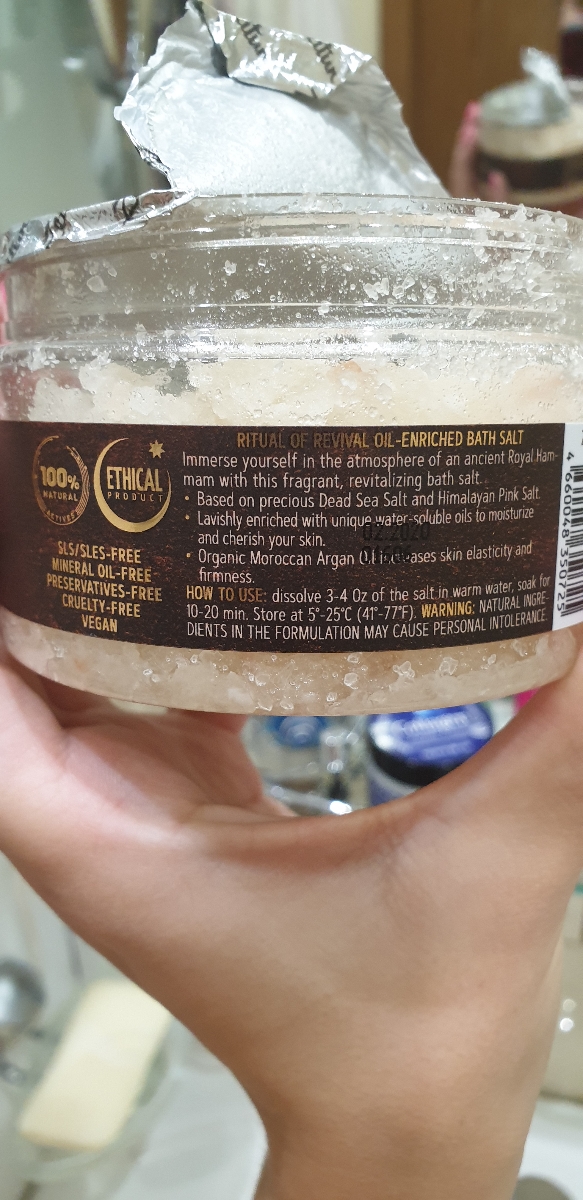 100%
NATURAL
ACTIVES
ETHICAL
PRODUCT
SLS/SLES-FREE
MINERAL OIL-FREE
PRESERVATIVES-FREE
CRUELTY-FREE
VEGAN
RITUAL OF REVIVAL OIL-ENRICHED BATH SALT
Immerse yourself in the atmosphere of an ancient Royal Ham-
mam with this fragrant, revitalizing bath salt.
• Based on precious Dead Sea Salt and Himalayan Pink Salt.
• Lavishly enriched with unique water-soluble oils to moisturize
and cherish your skin.
02.2020
• Organic Moroccan Argan Oil increases skin elasticity and
firmness.
HOW TO USE: dissolve 3-4 Oz of the salt in warm water, soak for
10-20 min. Store at 5°-25°C (41°-77°F). WARNING: NATURAL INGRE-
DIENTS IN THE FORMULATION MAY CAUSE PERSONAL INTOLERANCE.
4 660048 350725